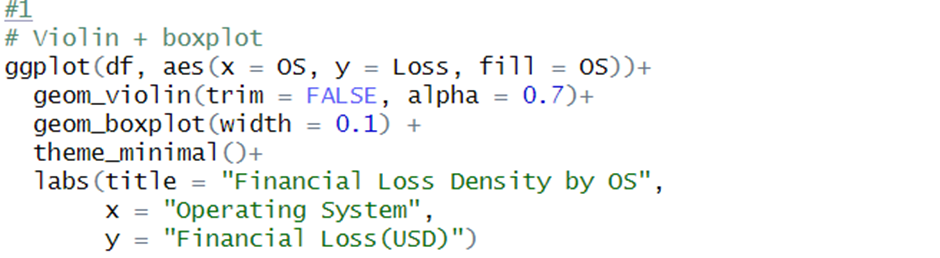 #1
# Violin + boxplot
ggplot(df, aes(x = OS, y = Loss, fill = OS))+
  geom_violin(trim = FALSE, alpha = 0.7)+
  geom_boxplot(width = 0.1) +
  theme_minimal()+
  labs(title = "Financial Loss Density by OS",
       x = "Operating System",
       y = "Financial Loss(USD)")